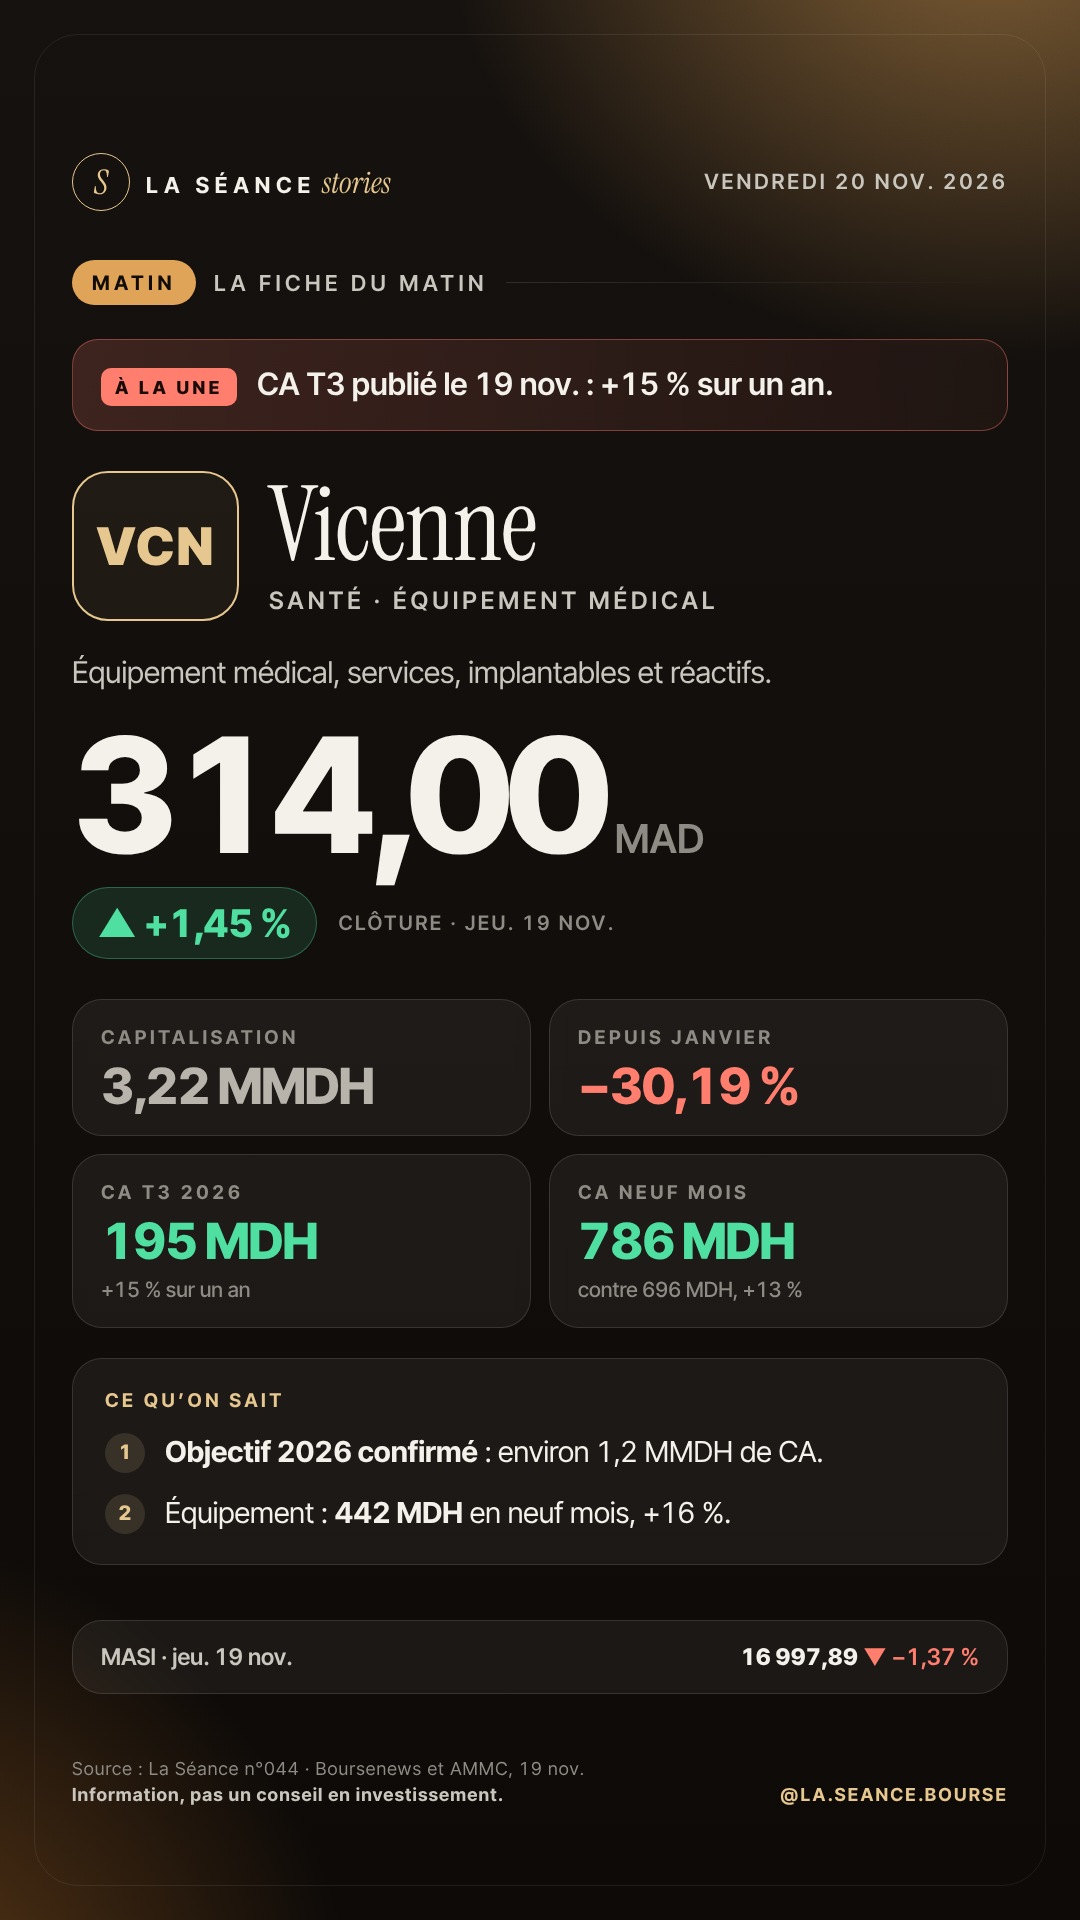 S LA SÉANCE stories
VENDREDI 20 NOV. 2026
MATIN LA FICHE DU MATIN
À LA UNE CA T3 publié le 19 nov. : +15 % sur un an.
VCN
Vicenne
SANTÉ · ÉQUIPEMENT MÉDICAL
Équipement médical, services, implantables et réactifs.
314,00 MAD
▲ +1,45 % CLÔTURE · JEU. 19 NOV.
CAPITALISATION
3,22 MMDH
DEPUIS JANVIER
−30,19 %
CA T3 2026
195 MDH
+15 % sur un an
CA NEUF MOIS
786 MDH
contre 696 MDH, +13 %
CE QU’ON SAIT
1 Objectif 2026 confirmé : environ 1,2 MMDH de CA.
2 Équipement : 442 MDH en neuf mois, +16 %.
MASI · jeu. 19 nov. 16 997,89 ▼ −1,37 %
Source : La Séance n°044 · Boursenews et AMMC, 19 nov.
Information, pas un conseil en investissement.
@LA.SEANCE.BOURSE